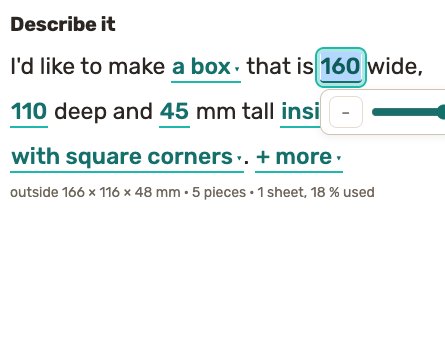 Describe it
I'd like to make a box that is 160 wide,
110 deep and 45 mm tall insi
-
with square corners . + more
outside 166 × 116 × 48 mm • 5 pieces • 1 sheet, 18 % used